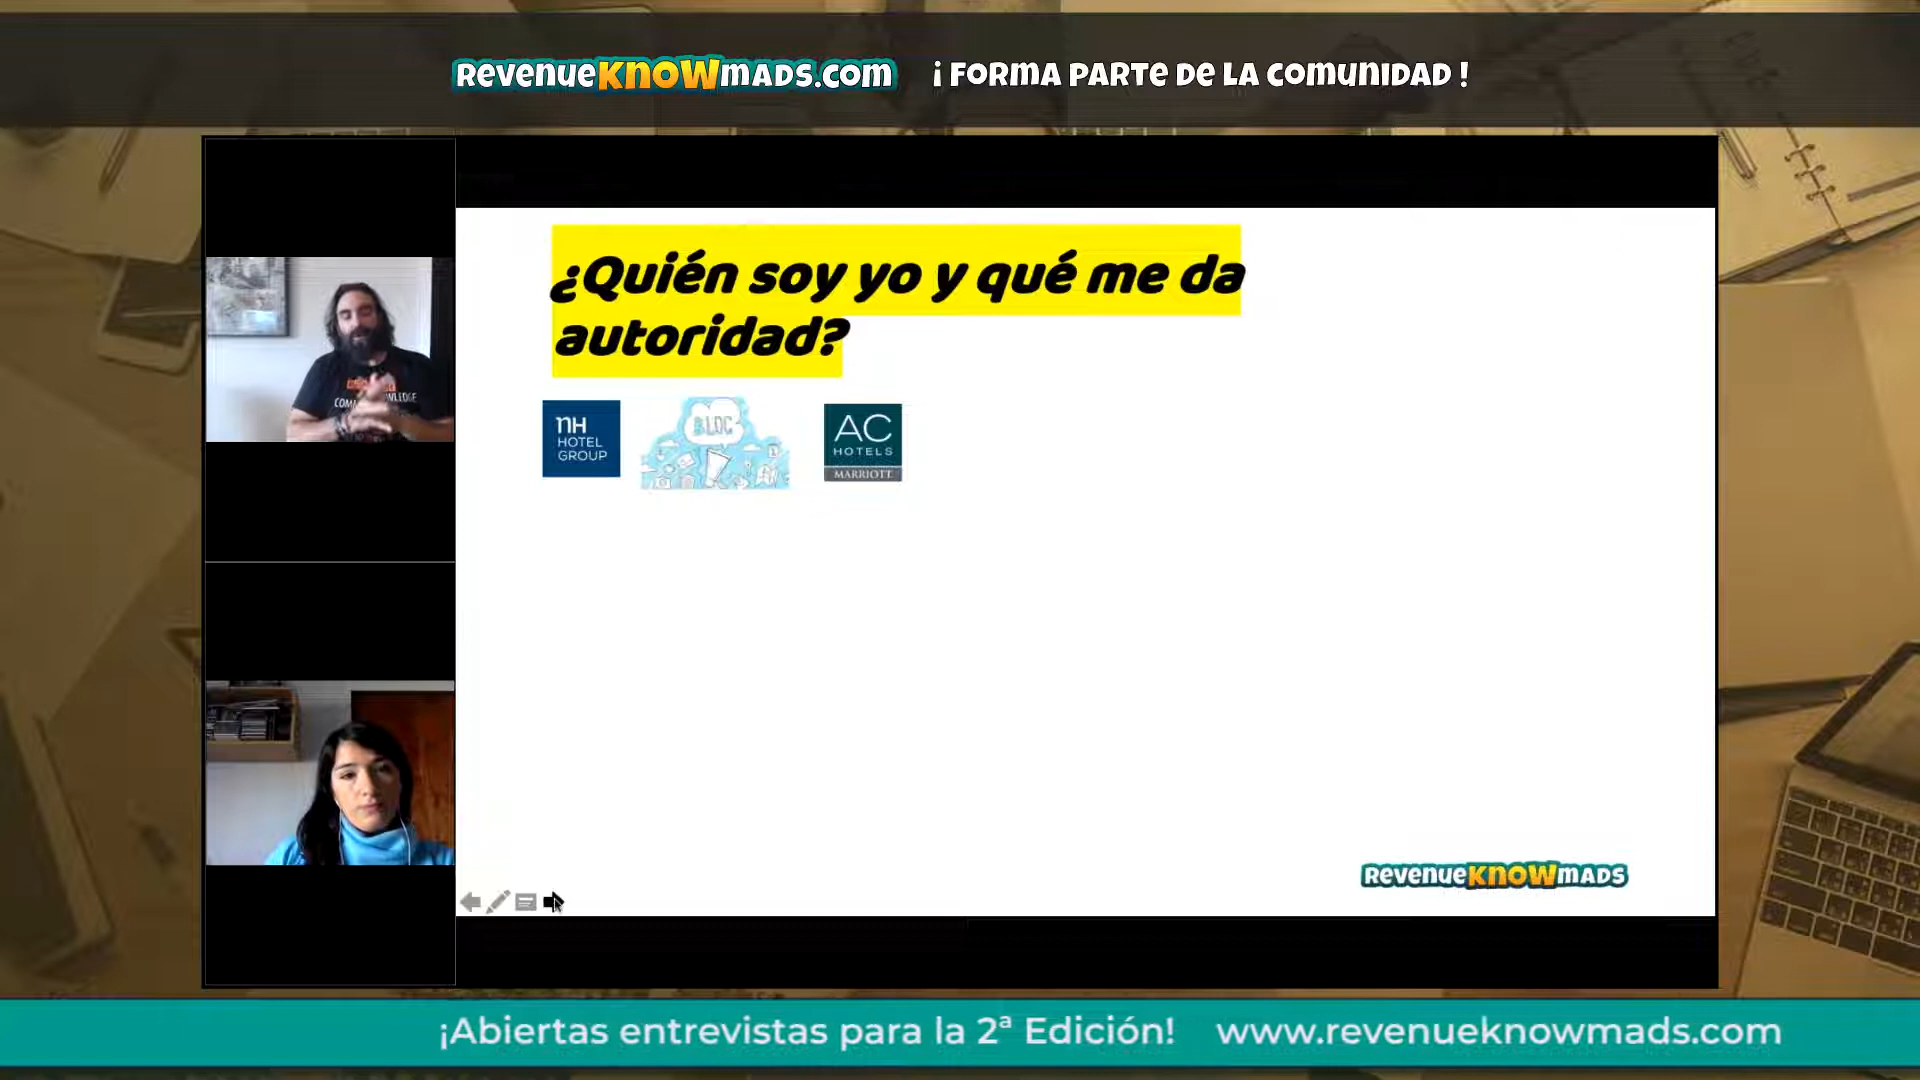 RevenueKNOWmads.com
¡ FORMA PARTE DE LA COMUNIDAD !
¿Quién soy yo y qué me da
autoridad?
NH
HOTEL
GROUP
BLOG
AC
HOTELS
MARRIOTT
RevenueKNOWmads
¡Abiertas entrevistas para la 2ª Edición!
www.revenueknowmads.com